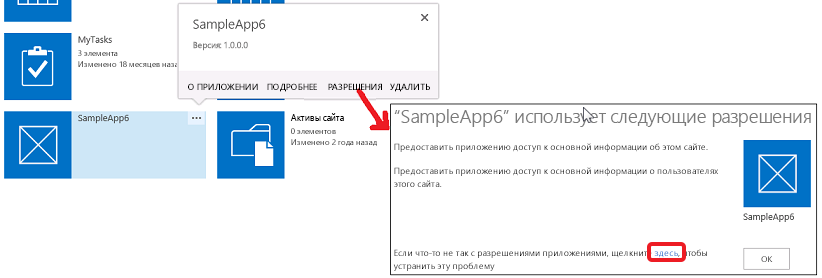 SampleApp6
Версия: 1.0.0.0
О ПРИЛОЖЕНИИ ПОДРОБНЕЕ РАЗРЕШЕНИЯ УДАЛИТЬ
MyTasks
3 элемента
Изменено 18 месяцев наза
SampleApp6
Активы сайта
0 элементов
Изменено 2 года назад
"SampleApp6" использует следующие разрешения
Предоставить приложению доступ к основной информации об этом сайте.
Предоставить приложению доступ к основной информации о пользователях
этого сайта.
SampleApp6
Если что-то не так с разрешениями приложениями, щелкните здесь, чтобы
устранить эту проблему
OK